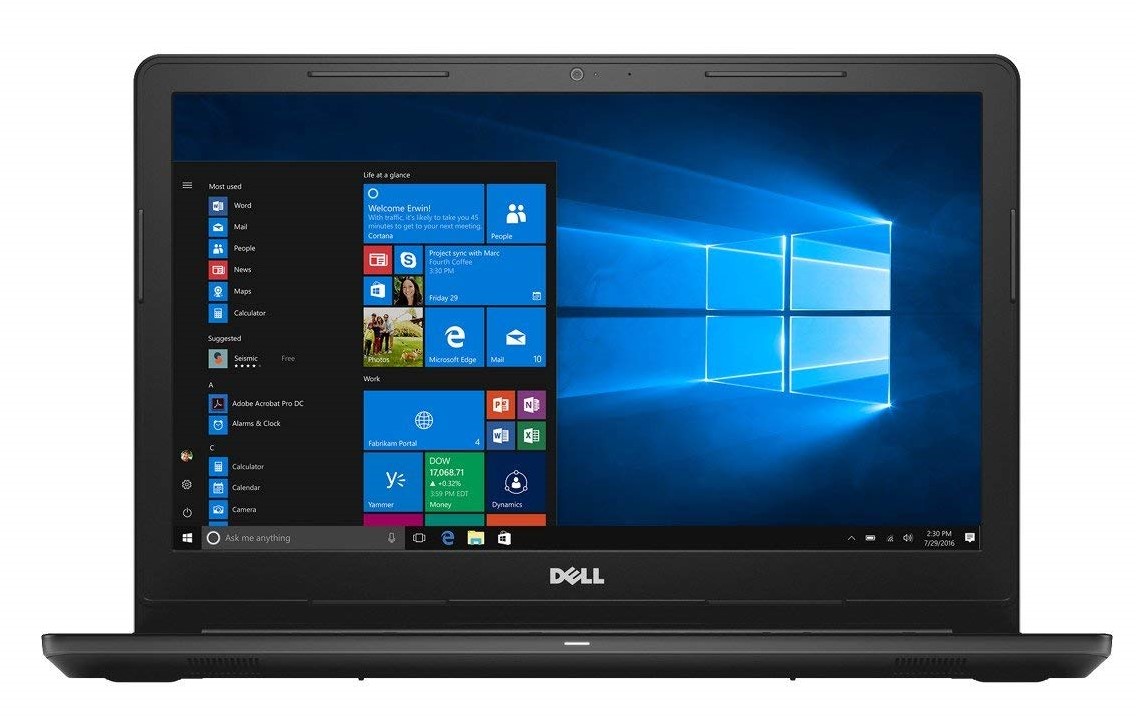 Most used
Word
Mail
People
News
Maps
Calculator
Suggested
Seismic Free
A
Adobe Acrobat Pro DC
Alarms & Clock
C
Calculator
Calendar
Camera
Life at a glance
Welcome Erwin!
With traffic, it's likely to take you 45
minutes to get to your next meeting.
Cortana
People
Project sync with Marc
Fourth Coffee
3:30 PM
Friday 29
Photos
Microsoft Edge
Mail 10
Work
Fabrikam Portal 4
Yammer
DOW
17,068.71
▲ +0.32%
3:59 PM EDT
Money
Dynamics
Ask me anything
2:30 PM
7/29/2016
DELL